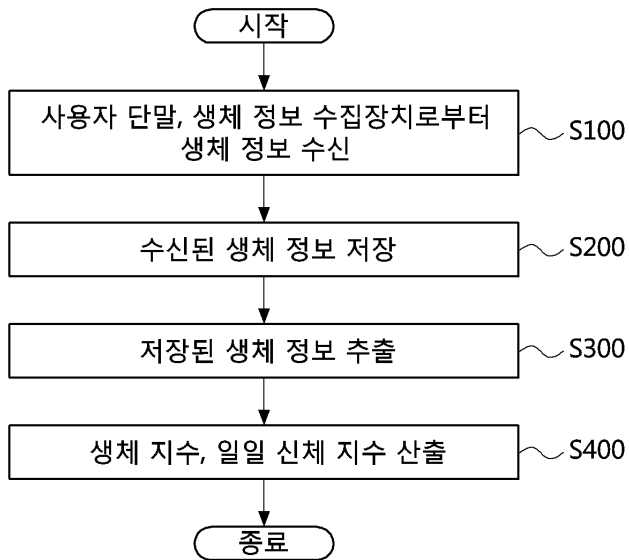 시작
사용자 단말, 생체 정보 수집장치로부터
생체 정보 수신
S100
수신된 생체 정보 저장
S200
저장된 생체 정보 추출
S300
생체 지수, 일일 신체 지수 산출
S400
종료